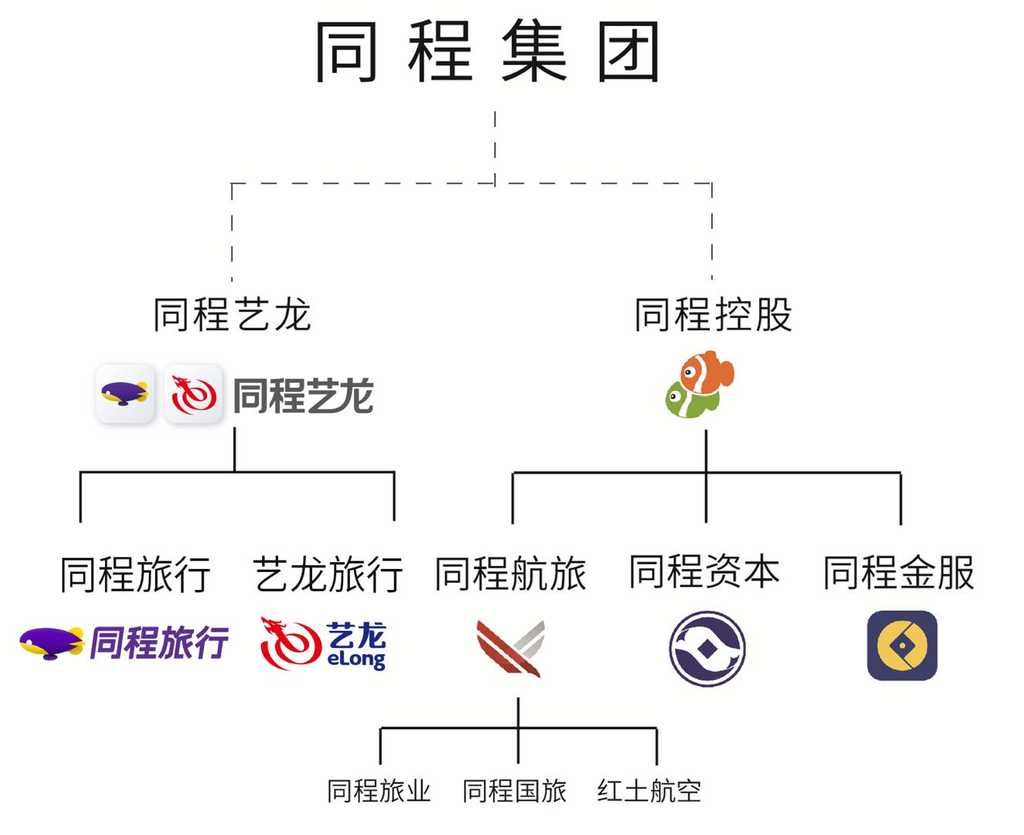 同程集团
同程艺龙
同程控股
同程艺龙
同程旅行
艺龙旅行
同程航旅
同程资本
同程金服
同程旅行
艺龙
eLong
同程旅业
同程国旅
红土航空